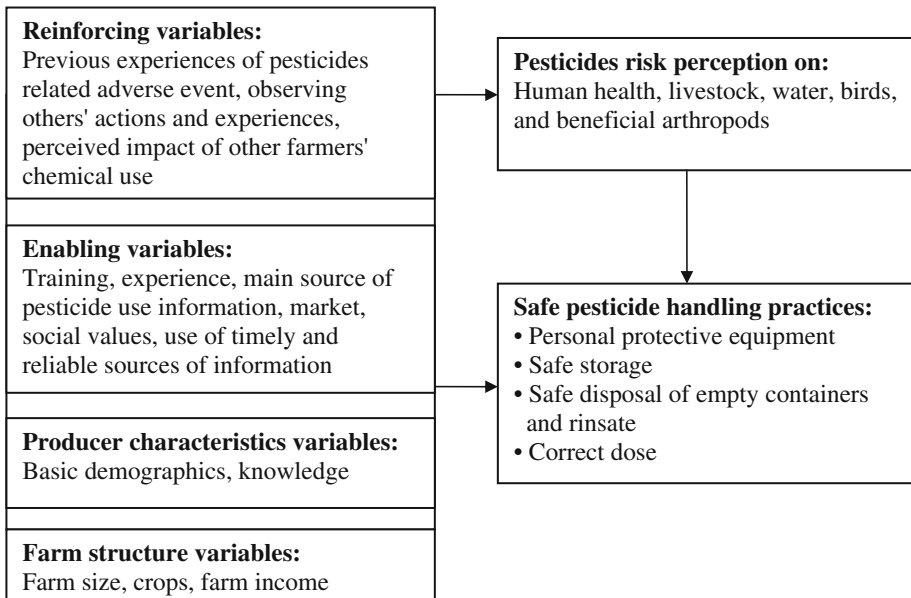 Reinforcing variables:
Previous experiences of pesticides
related adverse event, observing
others' actions and experiences,
perceived impact of other farmers'
chemical use
Enabling variables:
Training, experience, main source of
pesticide use information, market,
social values, use of timely and
reliable sources of information
Producer characteristics variables:
Basic demographics, knowledge
Farm structure variables:
Farm size, crops, farm income
Pesticides risk perception on:
Human health, livestock, water, birds,
and beneficial arthropods
Safe pesticide handling practices:
• Personal protective equipment
• Safe storage
• Safe disposal of empty containers
and rinsate
• Correct dose